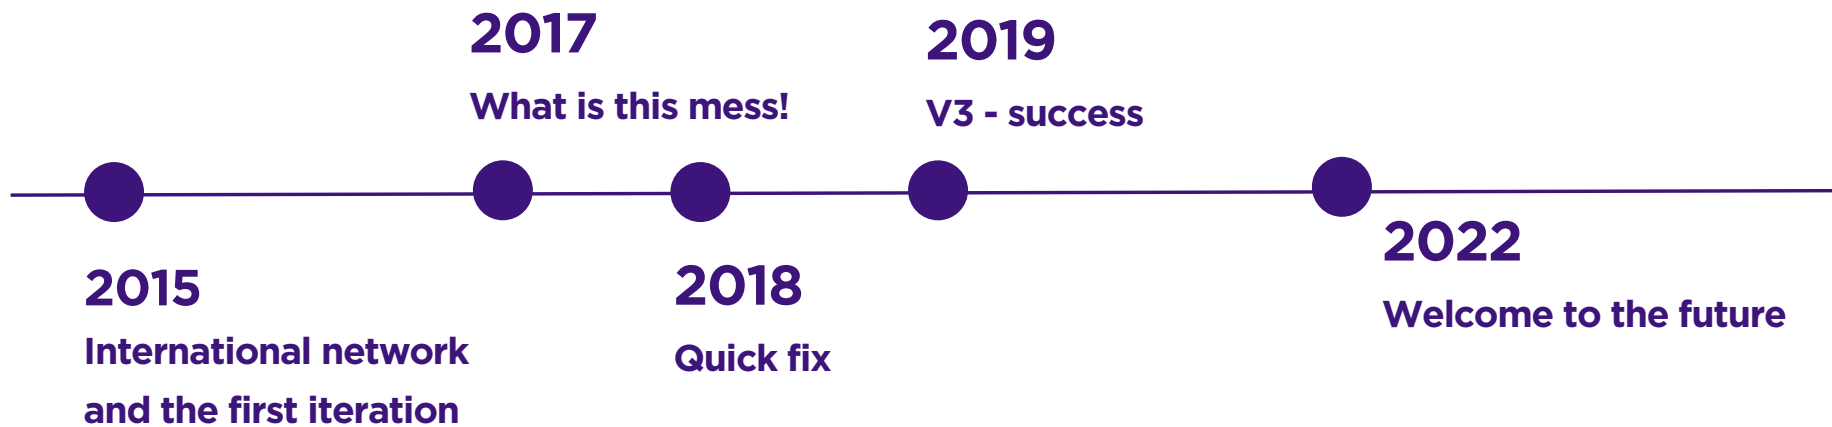 2017
What is this mess!
2019
V3 - success
2015
International network
and the first iteration
2018
Quick fix
2022
Welcome to the future